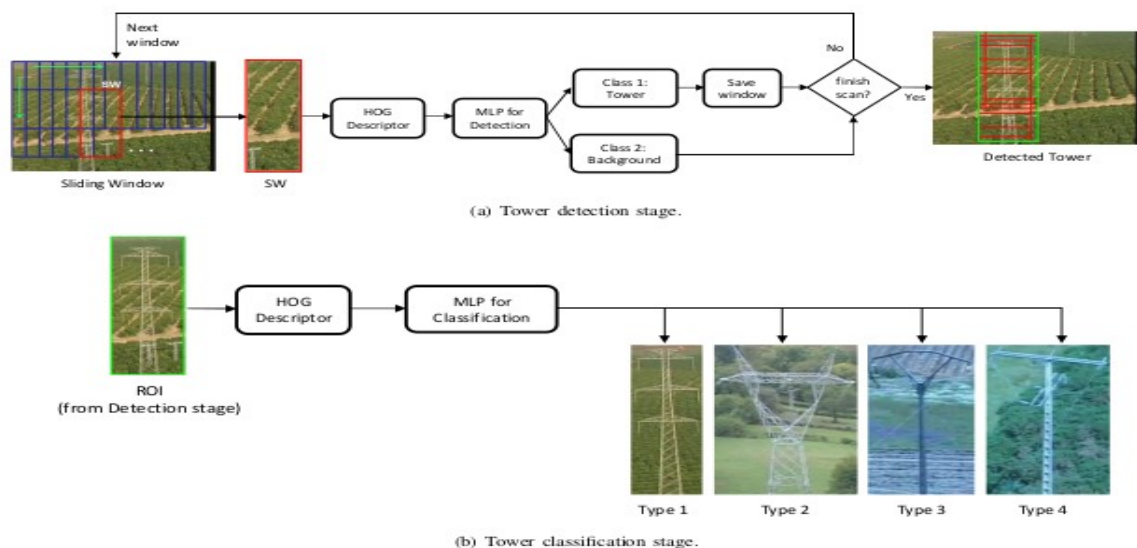 Next
window
No
SW
HOG
Descriptor
MLP for
Detection
Class 1:
Tower
Save
window
finish
scan?
Yes
Class 2:
Background
Sliding Window
SW
Detected Tower
(a) Tower detection stage.
HOG
Descriptor
MLP for
Classification
ROI
(from Detection stage)
Type 1
Type 2
Type 3
Type 4
(b) Tower classification stage.